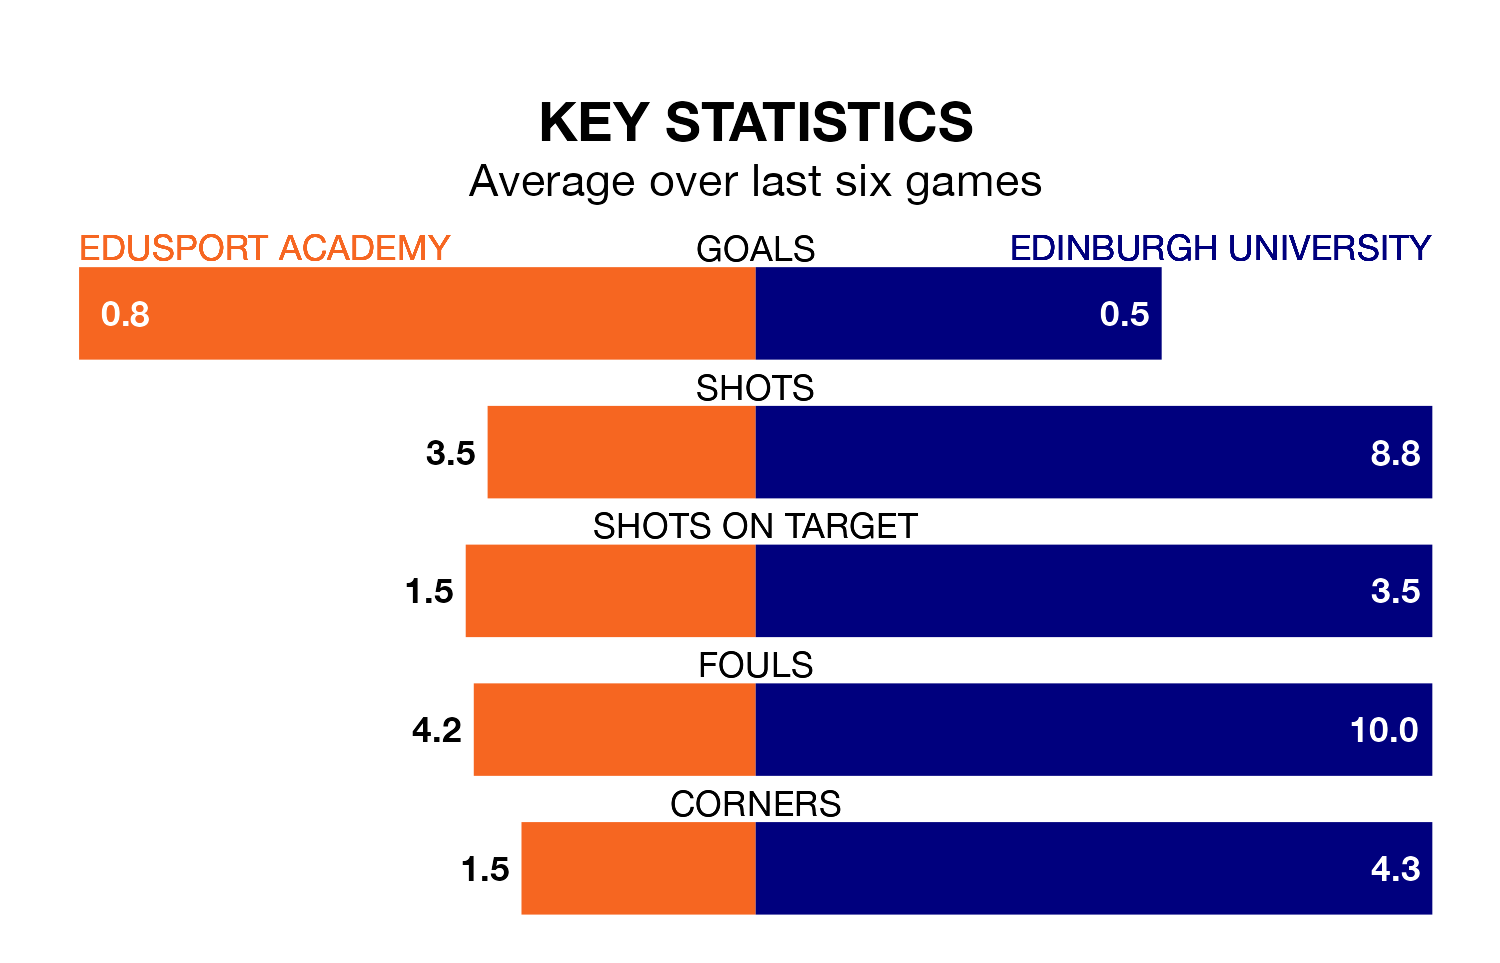 KEY STATISTICS
Average over last six games
EDUSPORT ACADEMY GOALS EDINBURGH UNIVERSITY
0.8 0.5
SHOTS
3.5 8.8
SHOTS ON TARGET
1.5 3.5
FOULS
4.2 10.0
CORNERS
1.5 4.3